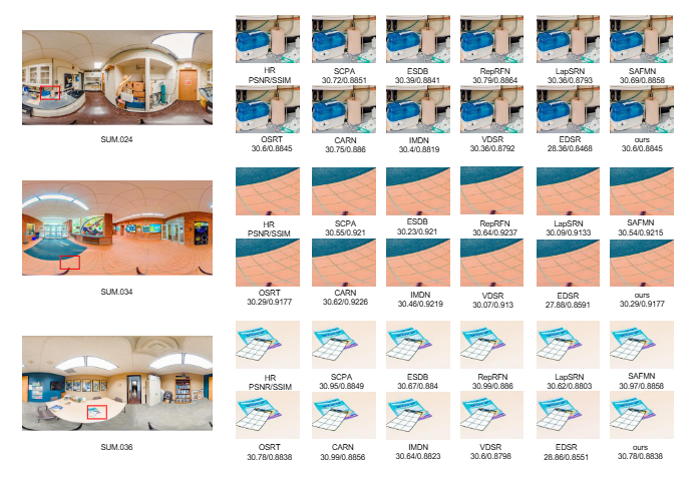 HR SCPA ESDB RepRFN LapSRN SAFMN
PSNR/SSIM 30.72/0.8851 30.39/0.8841 30.79/0.8864 30.36/0.8793 30.69/0.8858
SUM.024
OSRT CARN IMDN VDSR EDSR ours
30.6/0.8845 30.75/0.886 30.4/0.8819 30.36/0.8792 28.36/0.8468 30.6/0.8845
HR SCPA ESDB RepRFN LapSRN SAFMN
PSNR/SSIM 30.55/0.921 30.23/0.921 30.64/0.9237 30.09/0.9133 30.54/0.9215
SUM.034
OSRT CARN IMDN VDSR EDSR ours
30.29/0.9177 30.62/0.9226 30.46/0.9219 30.07/0.913 27.88/0.8591 30.29/0.9177
HR SCPA ESDB RepRFN LapSRN SAFMN
PSNR/SSIM 30.95/0.8849 30.67/0.884 30.99/0.886 30.62/0.8803 30.97/0.8858
SUM.036
OSRT CARN IMDN VDSR EDSR ours
30.78/0.8838 30.99/0.8856 30.64/0.8823 30.6/0.8798 28.86/0.8551 30.78/0.8838